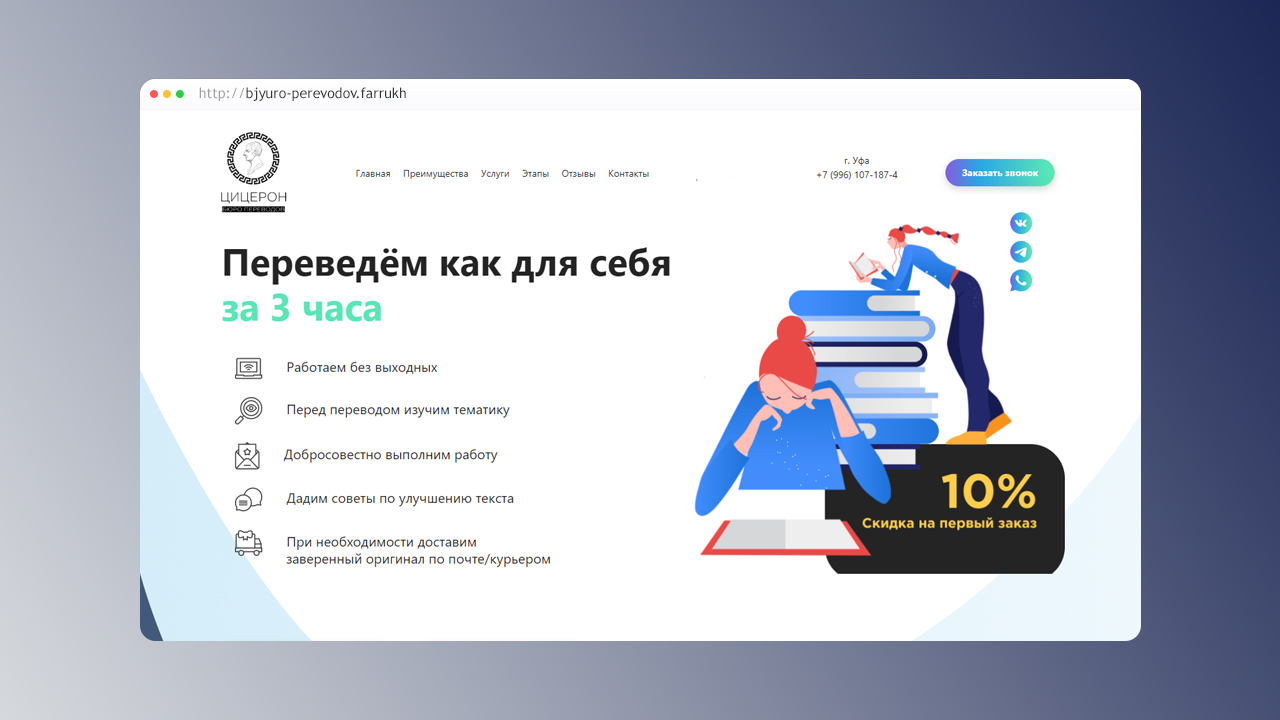 http://bjyuro-perevodov.farrukh
ЦИЦЕРОН
БЮРО ПЕРЕВОДОВ
Главная Преимущества Услуги Этапы Отзывы Контакты
г. Уфа
+7 (996) 107-187-4
Заказать звонок
Переведём как для себя
за 3 часа
Работаем без выходных
Перед переводом изучим тематику
Добросовестно выполним работу
Дадим советы по улучшению текста
При необходимости доставим
заверенный оригинал по почте/курьером
10%
Скидка на первый заказ